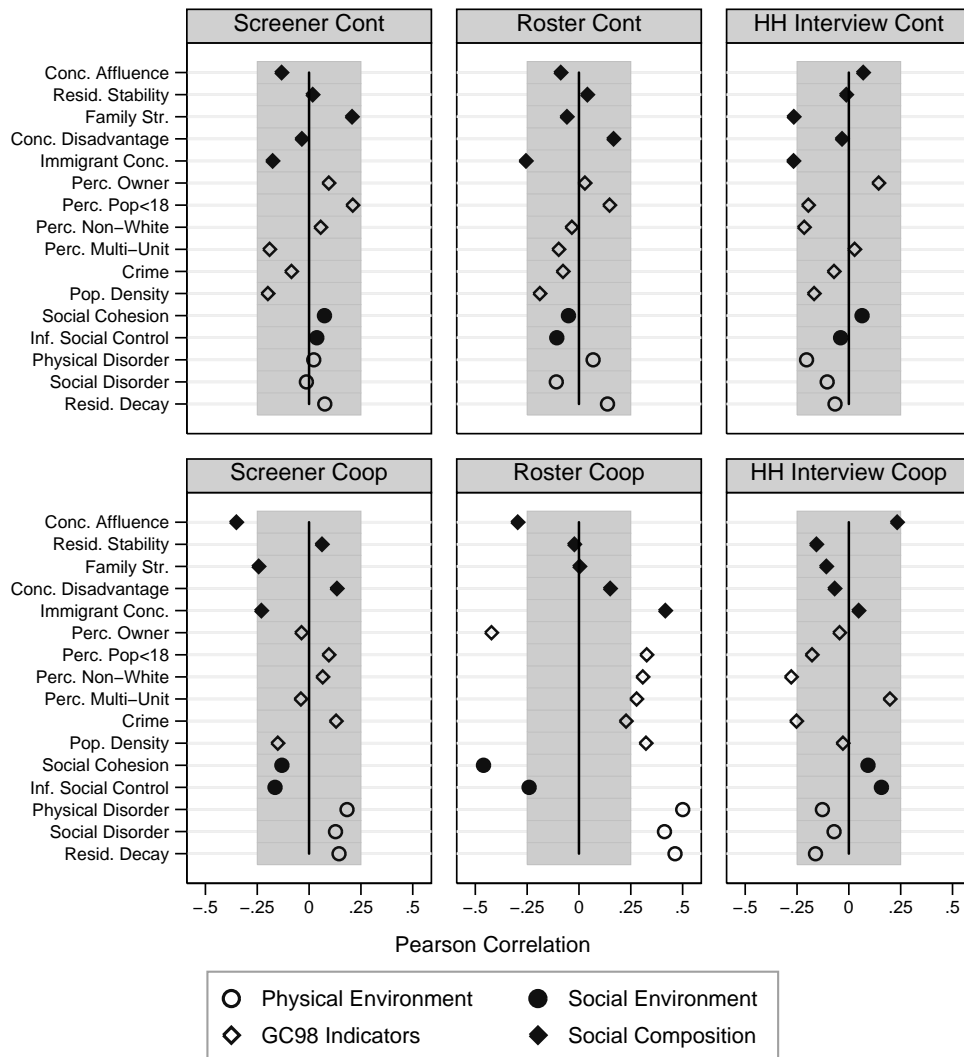 Screener Cont Roster Cont HH Interview Cont
Conc. Affluence
Resid. Stability
Family Str.
Conc. Disadvantage
Immigrant Conc.
Perc. Owner
Perc. Pop<18
Perc. Non−White
Perc. Multi−Unit
Crime
Pop. Density
Social Cohesion
Inf. Social Control
Physical Disorder
Social Disorder
Resid. Decay
Screener Coop Roster Coop HH Interview Coop
Conc. Affluence
Resid. Stability
Family Str.
Conc. Disadvantage
Immigrant Conc.
Perc. Owner
Perc. Pop<18
Perc. Non−White
Perc. Multi−Unit
Crime
Pop. Density
Social Cohesion
Inf. Social Control
Physical Disorder
Social Disorder
Resid. Decay
−.5 −.25 0 .25 .5 −.5 −.25 0 .25 .5 −.5 −.25 0 .25 .5
Pearson Correlation
Physical Environment Social Environment
GC98 Indicators Social Composition